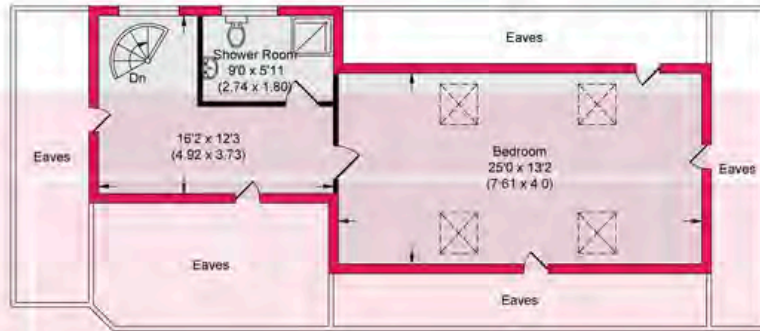 Eaves
Shower Room
9'0 x 5'11
(2.74 x 1.80)
Dn
16'2 x 12'3
(4.92 x 3.73)
Eaves
Bedroom
25'0 x 13'2
(7.61 x 4.0)
Eaves
Eaves
Eaves
Eaves